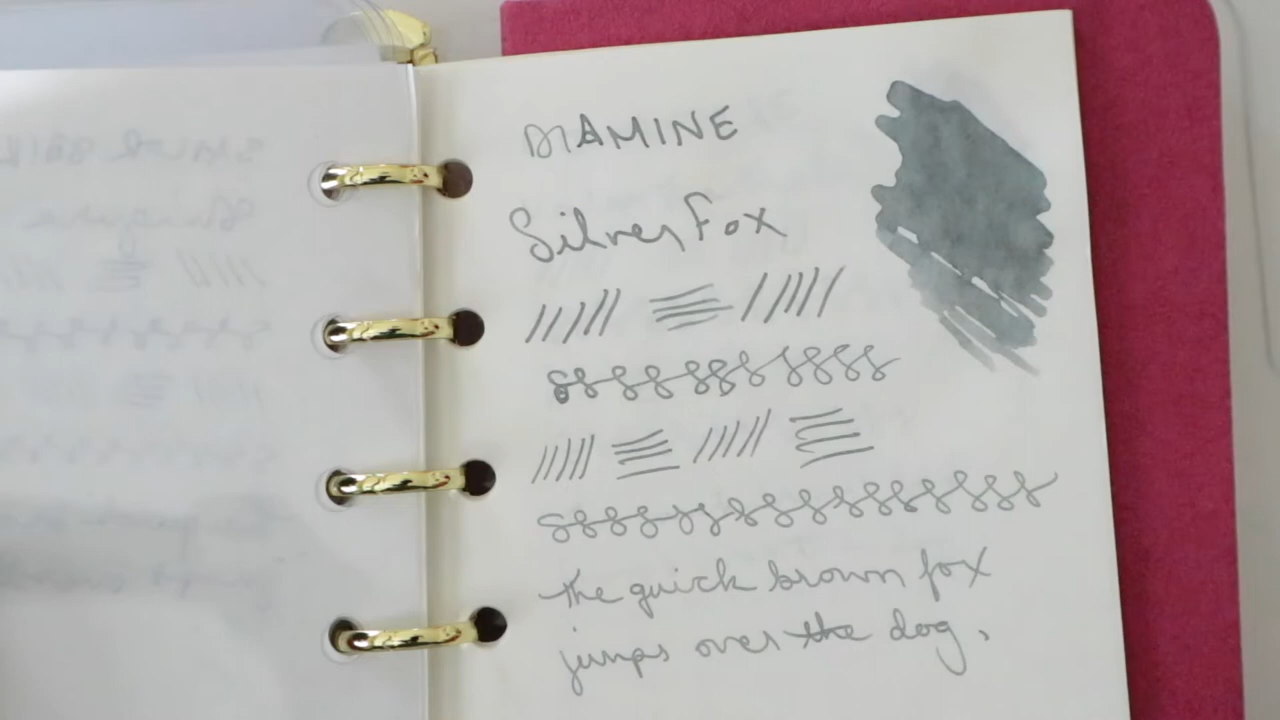 DIAMINE
Silver Fox
the quick brown fox
jumps over the dog.